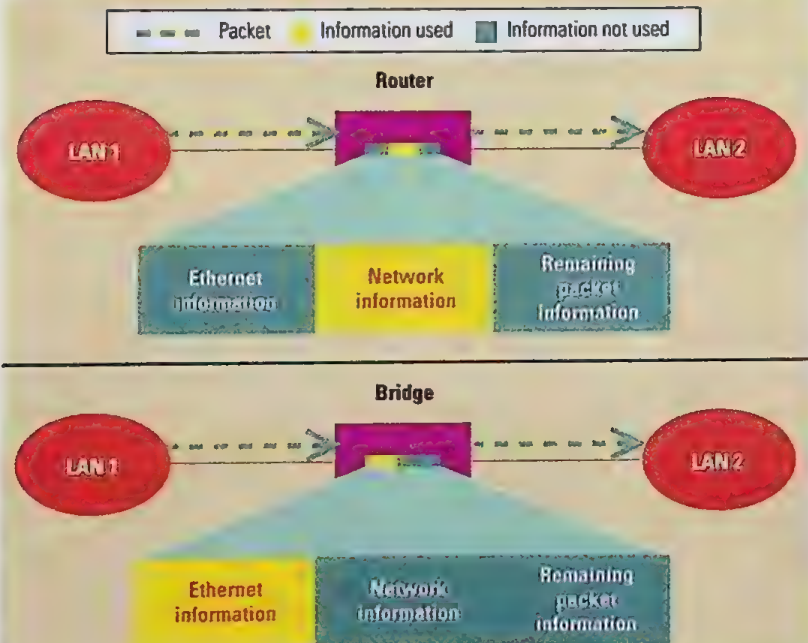 Packet Information used Information not used
Router
LAN 1 LAN 2
Ethernet information Network information Remaining packet information
Bridge
LAN 1 LAN 2
Ethernet information Network information Remaining packet information